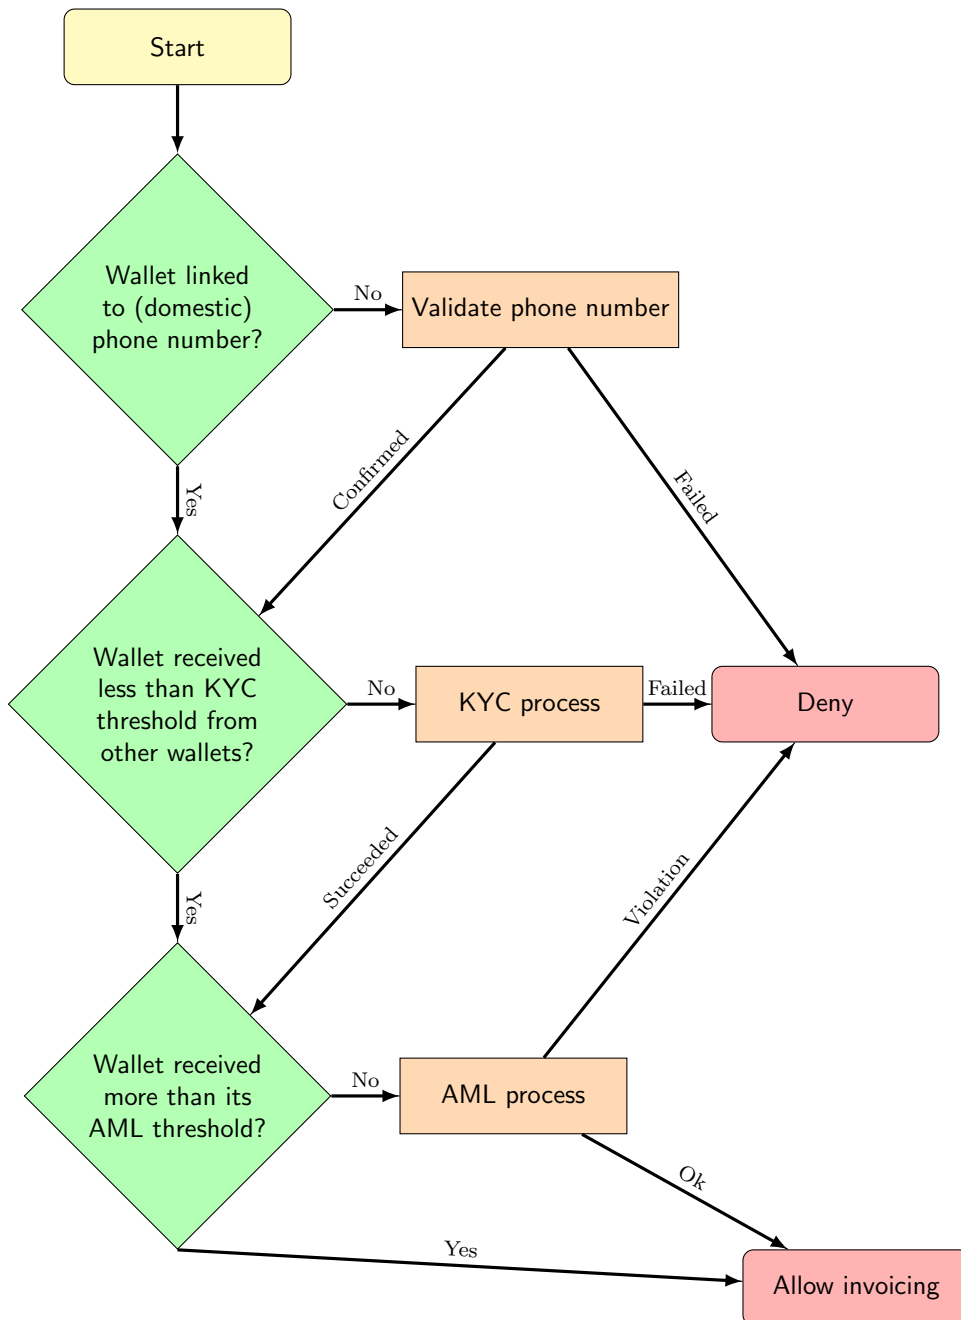 Start
Wallet linked
to (domestic)
phone number?
No
Validate phone number
Confirmed
Failed
Yes
Wallet received
less than KYC
threshold from
other wallets?
No
KYC process
Failed
Deny
Succeeded
Violation
Yes
Wallet received
more than its
AML threshold?
No
AML process
Ok
Yes
Allow invoicing